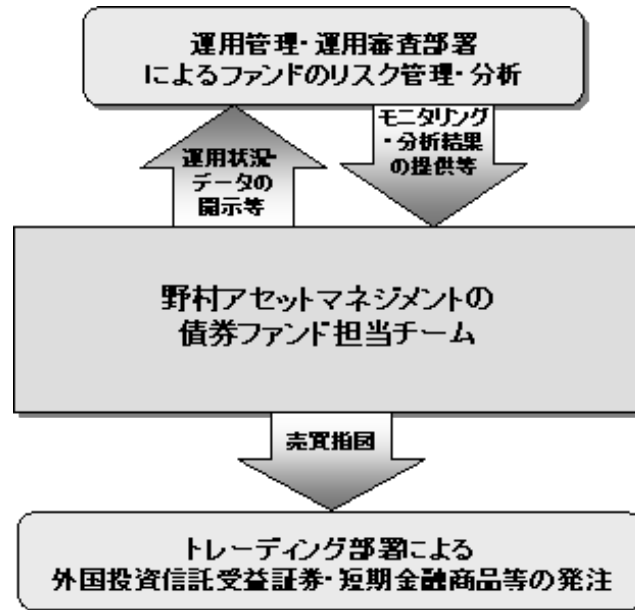 運用管理・運用審査部署
によるファンドのリスク管理・分析
運用状況・
データの
開示等
モニタリング
・分析結果
の提供等
野村アセットマネジメントの
債券ファンド担当チーム
売買指図
トレーディング部署による
外国投資信託受益証券・短期金融商品等の発注